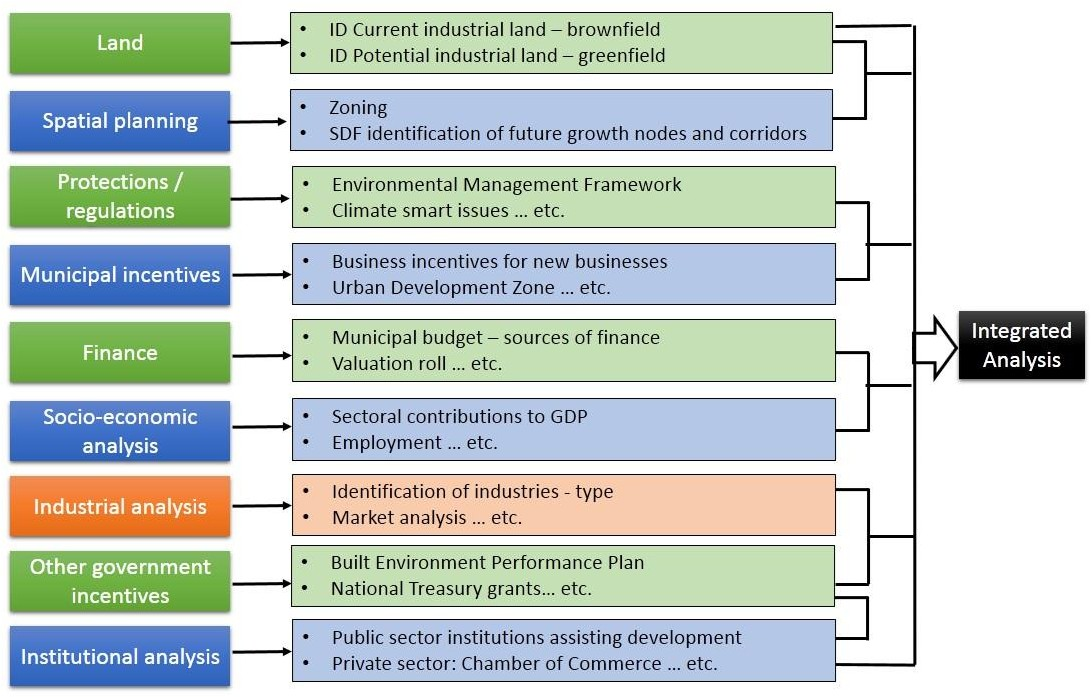 Land
• ID Current industrial land – brownfield
• ID Potential industrial land – greenfield
Spatial planning
• Zoning
• SDF identification of future growth nodes and corridors
Protections /
regulations
• Environmental Management Framework
• Climate smart issues ... etc.
Municipal incentives
• Business incentives for new businesses
• Urban Development Zone ... etc.
Finance
• Municipal budget – sources of finance
• Valuation roll ... etc.
Socio-economic
analysis
• Sectoral contributions to GDP
• Employment ... etc.
Industrial analysis
• Identification of industries - type
• Market analysis ... etc.
Other government
incentives
• Built Environment Performance Plan
• National Treasury grants... etc.
Institutional analysis
• Public sector institutions assisting development
• Private sector: Chamber of Commerce ... etc.
Integrated
Analysis